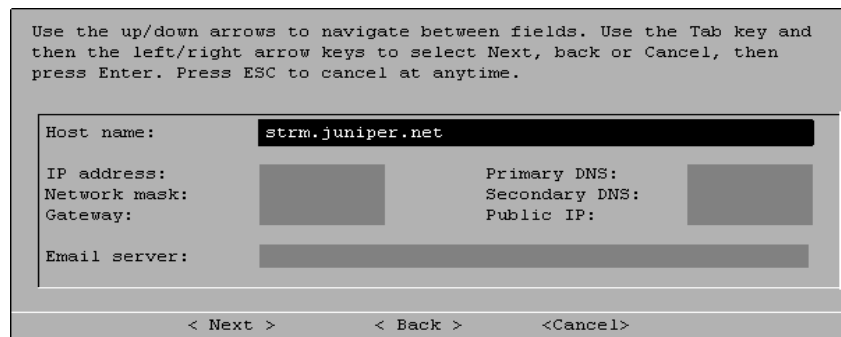 Use the up/down arrows to navigate between fields. Use the Tab key and
then the left/right arrow keys to select Next, back or Cancel, then
press Enter. Press ESC to cancel at anytime.
Host name: strm.juniper.net
IP address: Primary DNS:
Network mask: Secondary DNS:
Gateway: Public IP:
Email server:
< Next > < Back > <Cancel>